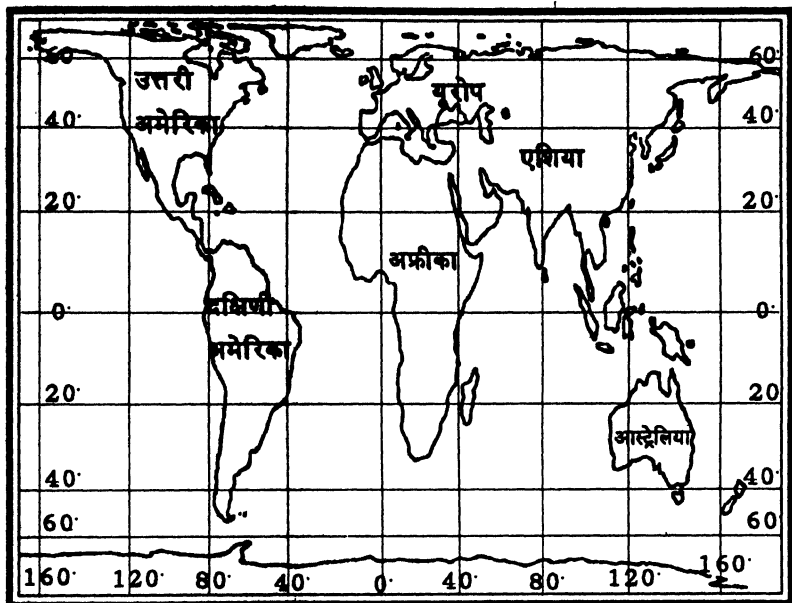 60· 60·
उत्तरी
यूरोप
40· अमेरिका 40·
एशिया
20· 20·
अफ्रीका
0· दक्षिणी 0·
अमेरिका
20· 20·
आस्ट्रेलिया
40· 40·
60· 60
160· 120· 80· 40· 0· 40· 80· 120· 160·